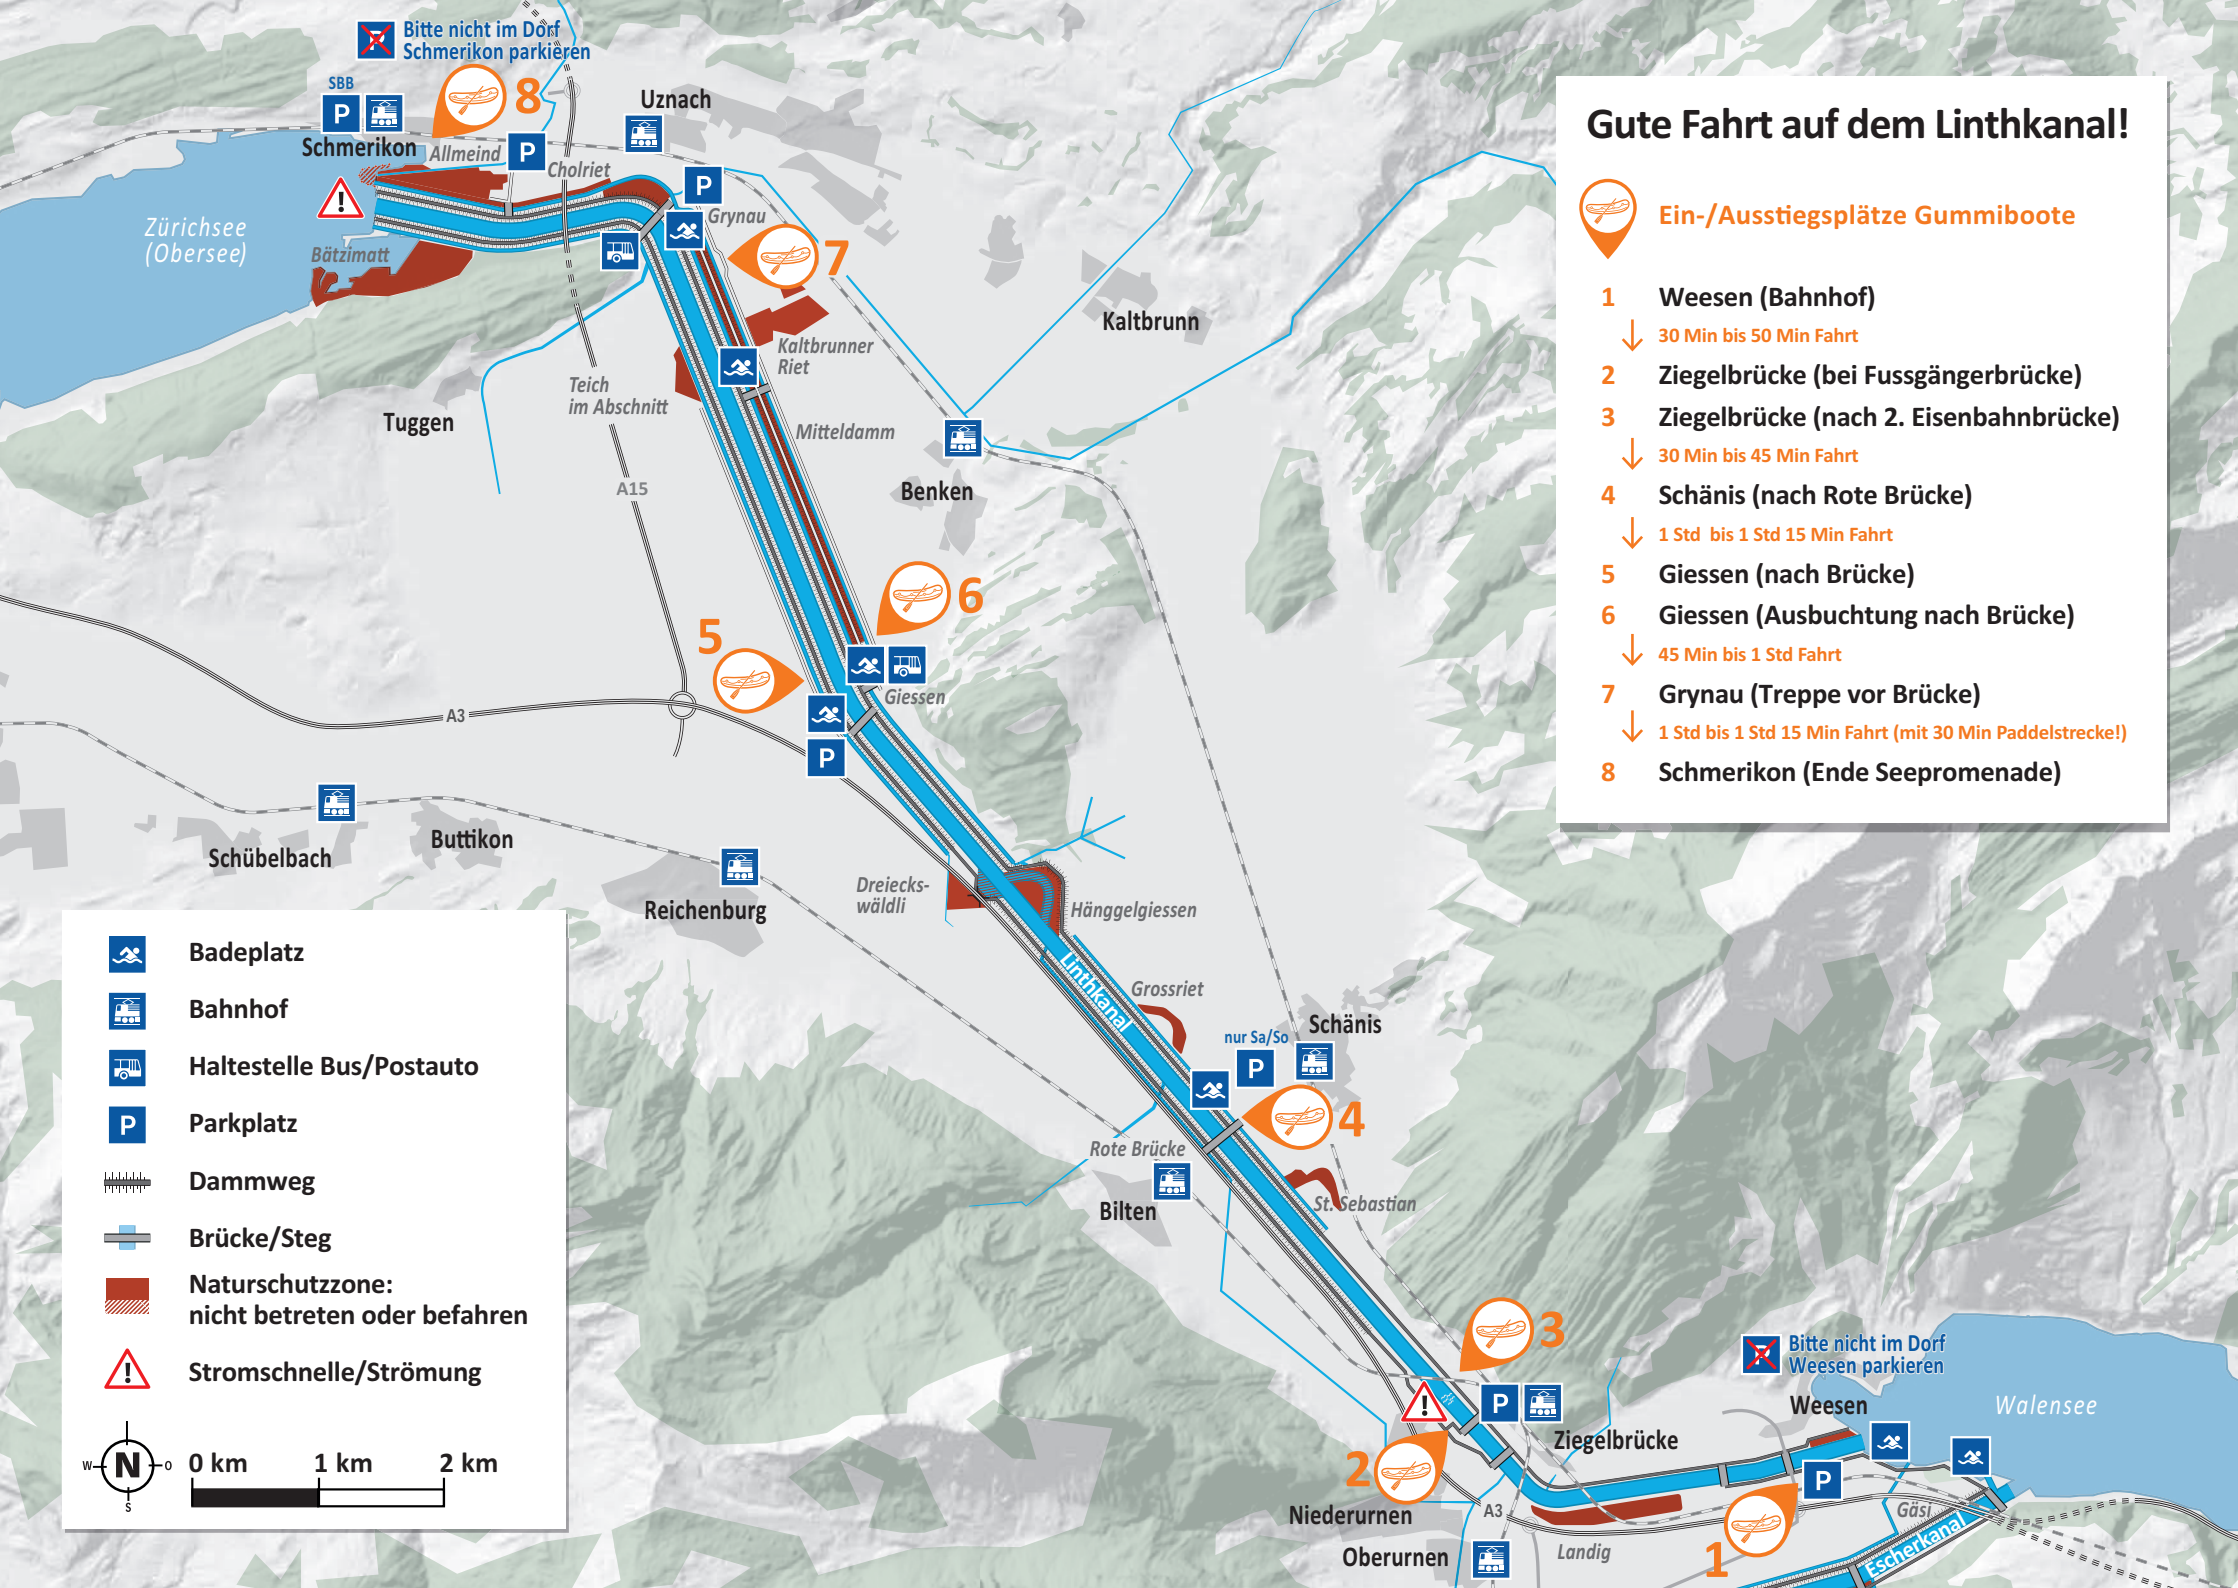 Bitte nicht im Dorf
Schmerikon parkieren
SBB
P
8
Uznach
Schmerikon
Allmeind
P
Cholriet
P
Grynau
Zürichsee
(Obersee)
Bätzimatt
7
Kaltbrunn
Kaltbrunner
Riet
Teich
im Abschnitt
Tuggen
Mitteldamm
A15
Benken
6
5
Giessen
A3
P
Buttikon
Schübelbach
Reichenburg
Dreiecks-
wäldli
Hänggelgiessen
Linthkanal
Grossriet
Schänis
nur Sa/So
P
4
Rote Brücke
Bilten
St. Sebastian
3
Bitte nicht im Dorf
Weesen parkieren
Weesen
Walensee
P
Ziegelbrücke
2
P
Niederurnen
A3
Gäsi
Escherkanal
Oberurnen
Landig
1
Gute Fahrt auf dem Linthkanal!
Ein-/Ausstiegsplätze Gummiboote
1 Weesen (Bahnhof)
30 Min bis 50 Min Fahrt
2 Ziegelbrücke (bei Fussgängerbrücke)
3 Ziegelbrücke (nach 2. Eisenbahnbrücke)
30 Min bis 45 Min Fahrt
4 Schänis (nach Rote Brücke)
1 Std bis 1 Std 15 Min Fahrt
5 Giessen (nach Brücke)
6 Giessen (Ausbuchtung nach Brücke)
45 Min bis 1 Std Fahrt
7 Grynau (Treppe vor Brücke)
1 Std bis 1 Std 15 Min Fahrt (mit 30 Min Paddelstrecke!)
8 Schmerikon (Ende Seepromenade)
Badeplatz
Bahnhof
Haltestelle Bus/Postauto
P Parkplatz
Dammweg
Brücke/Steg
Naturschutzzone:
nicht betreten oder befahren
! Stromschnelle/Strömung
W N O
S
0 km 1 km 2 km